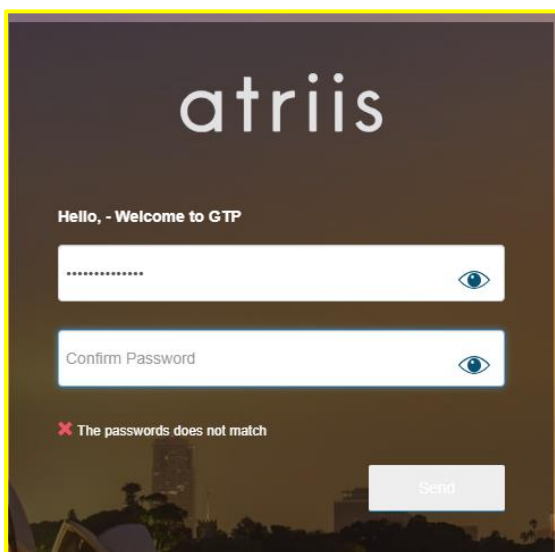 atriis
Hello, - Welcome to GTP
••••••••••••••
Confirm Password
The passwords does not match
Send